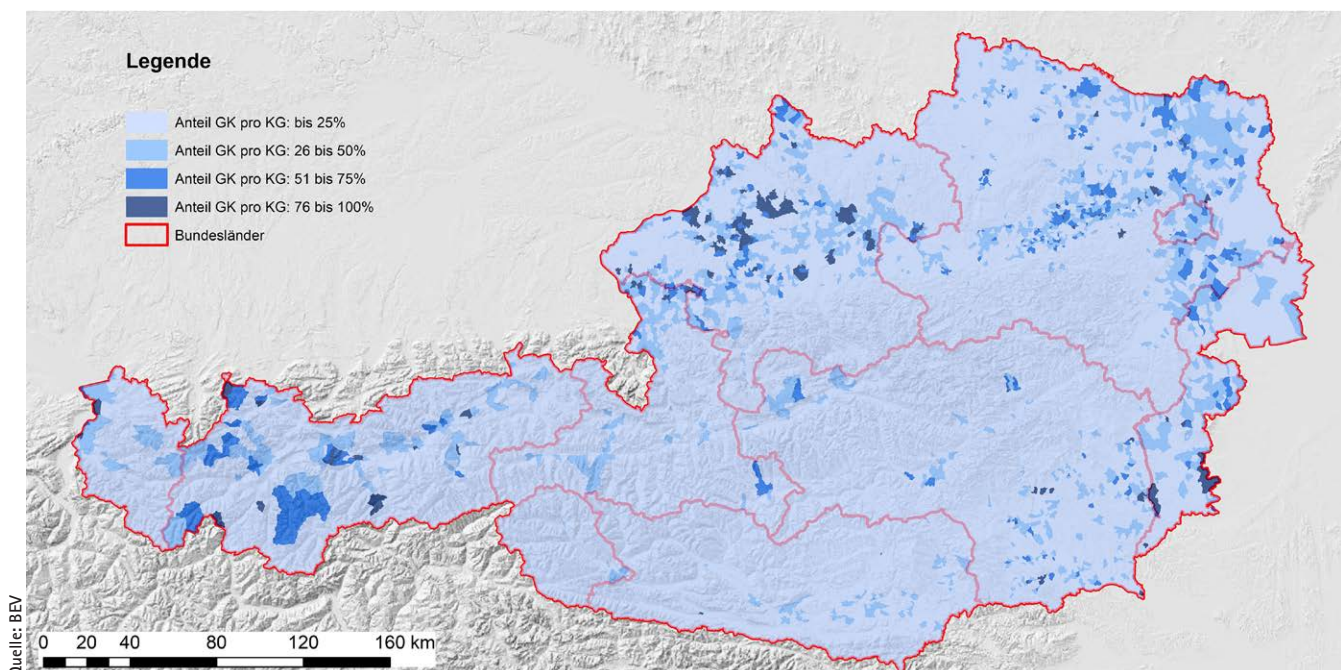 Legende
Anteil GK pro KG: bis 25%
Anteil GK pro KG: 26 bis 50%
Anteil GK pro KG: 51 bis 75%
Anteil GK pro KG: 76 bis 100%
Bundesländer
Quelle: BEV
0 20 40 80 120 160 km